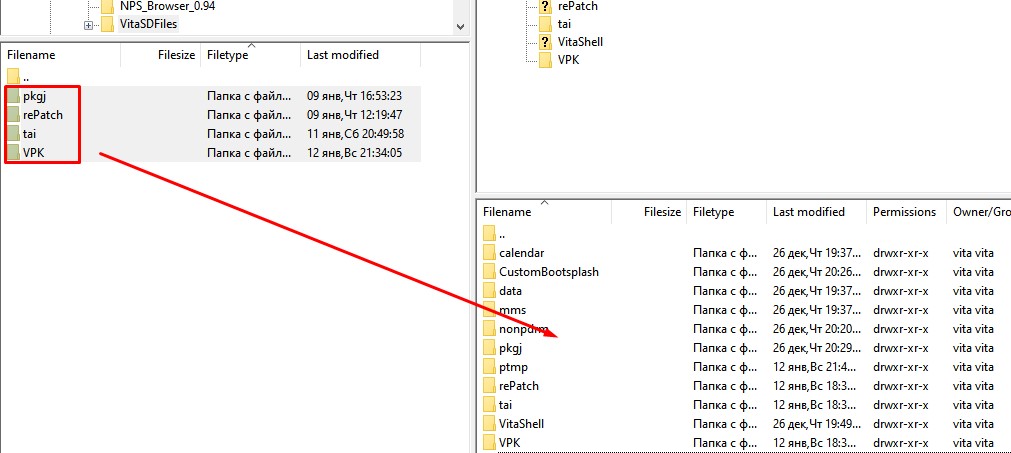 NPS_Browser_0.94
VitaSDFiles
Filename Filesize Filetype Last modified
..
pkgj Папка с файл... 09 янв,Чт 16:53:23
rePatch Папка с файл... 09 янв,Чт 12:19:47
tai Папка с файл... 11 янв,Сб 20:49:58
VPK Папка с файл... 12 янв,Вс 21:34:05
rePatch
tai
VitaShell
VPK
Filename Filesize Filetype Last modified Permissions Owner/Gro
..
calendar Папка с ф... 26 дек,Чт 19:37... drwxr-xr-x vita vita
CustomBootsplash Папка с ф... 26 дек,Чт 20:26... drwxr-xr-x vita vita
data Папка с ф... 26 дек,Чт 19:37... drwxr-xr-x vita vita
mms Папка с ф... 26 дек,Чт 19:37... drwxr-xr-x vita vita
nonpdrm Папка с ф... 26 дек,Чт 20:20... drwxr-xr-x vita vita
pkgj Папка с ф... 26 дек,Чт 20:29... drwxr-xr-x vita vita
ptmp Папка с ф... 12 янв,Вс 21:4... drwxr-xr-x vita vita
rePatch Папка с ф... 12 янв,Вс 18:3... drwxr-xr-x vita vita
tai Папка с ф... 12 янв,Вс 18:3... drwxr-xr-x vita vita
VitaShell Папка с ф... 26 дек,Чт 19:49... drwxr-xr-x vita vita
VPK Папка с ф... 12 янв,Вс 18:3... drwxr-xr-x vita vita